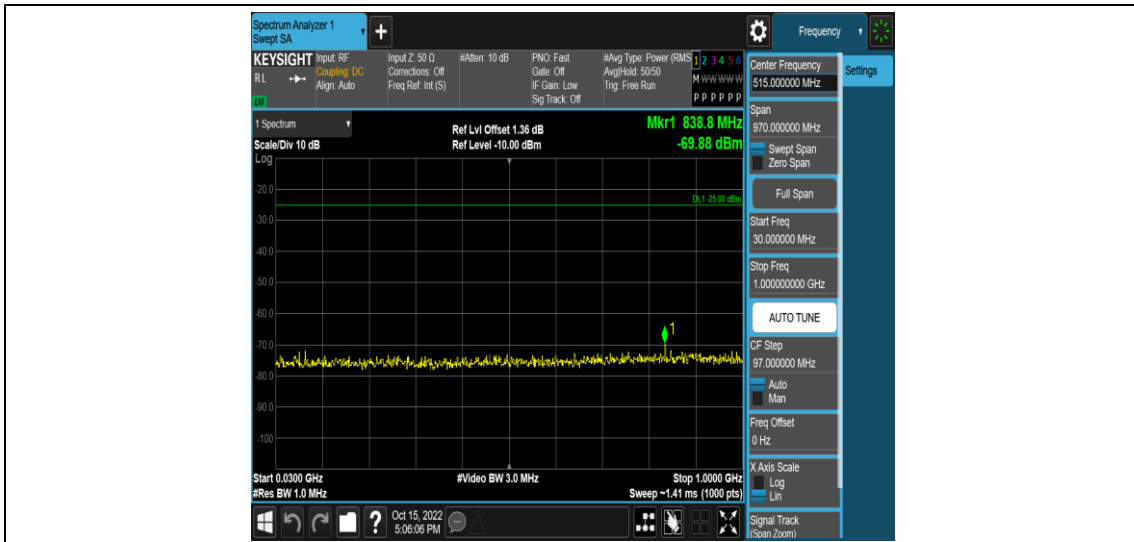 Spectrum Analyzer 1
Swept SA
+
Frequency
KEYSIGHT Input: RF Input Z: 50 Ω #Atten: 10 dB PNO: Fast #Avg Type: Power (RMS 1 2 3 4 5 6
RL Coupling: DC Corrections: Off Gate: Off Avg|Hold: 50/50 M W W W W W
Align: Auto Freq Ref: Int (S) IF Gain: Low Trig: Free Run
Sig Track: Off P P P P P P
LXI
1 Spectrum
Ref Lvl Offset 1.36 dB
Mkr1 838.8 MHz
Scale/Div 10 dB
Ref Level -10.00 dBm
-69.88 dBm
Log
-20.0
DL1 -25.00 dBm
-30.0
-40.0
-50.0
-60.0
1
-70.0
-80.0
-90.0
-100
Start 0.0300 GHz #Video BW 3.0 MHz Stop 1.0000 GHz
#Res BW 1.0 MHz Sweep ~1.41 ms (1000 pts)
?
Oct 15, 2022
5:06:06 PM
Center Frequency
515.000000 MHz
Settings
Span
970.000000 MHz
Swept Span
Zero Span
Full Span
Start Freq
30.000000 MHz
Stop Freq
1.000000000 GHz
AUTO TUNE
CF Step
97.000000 MHz
Auto
Man
Freq Offset
0 Hz
X Axis Scale
Log
Lin
Signal Track
(Span Zoom)